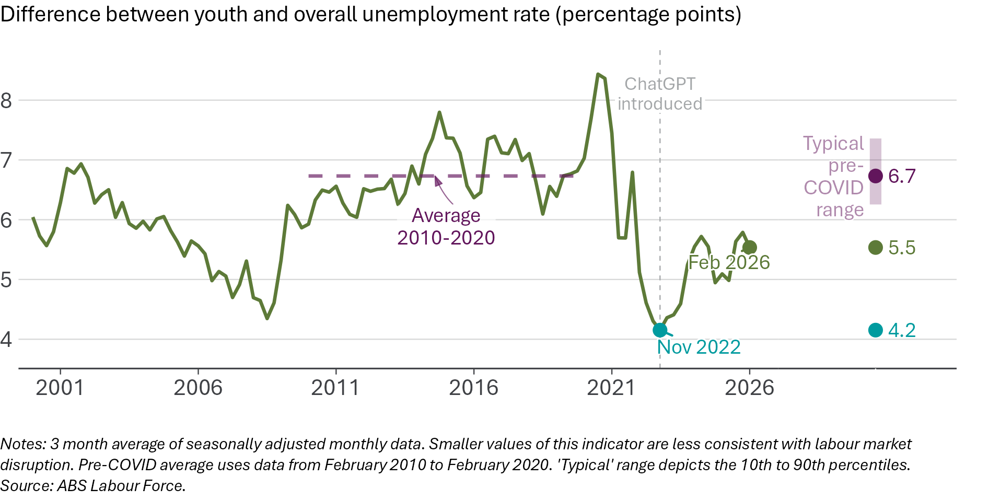 Difference between youth and overall unemployment rate (percentage points)
ChatGPT
introduced
8
7
6
5
4
Average
2010-2020
Typical
pre-
COVID
range
6.7
5.5
4.2
Feb 2026
Nov 2022
2001
2006
2011
2016
2021
2026
Notes: 3 month average of seasonally adjusted monthly data. Smaller values of this indicator are less consistent with labour market
disruption. Pre-COVID average uses data from February 2010 to February 2020. 'Typical' range depicts the 10th to 90th percentiles.
Source: ABS Labour Force.